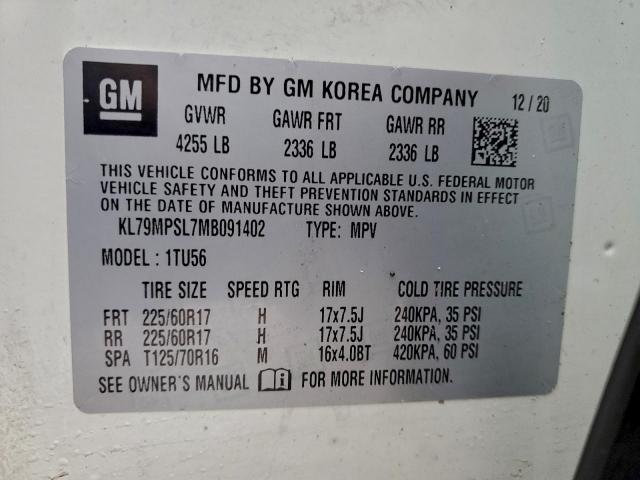 GM
MFD BY GM KOREA COMPANY 12 / 20
GVWR GAWR FRT GAWR RR
4255 LB 2336 LB 2336 LB
THIS VEHICLE CONFORMS TO ALL APPLICABLE U.S. FEDERAL MOTOR
VEHICLE SAFETY AND THEFT PREVENTION STANDARDS IN EFFECT
ON THE DATE OF MANUFACTURE SHOWN ABOVE.
KL79MPSL7MB091402 TYPE: MPV
MODEL : 1TU56
TIRE SIZE SPEED RTG RIM COLD TIRE PRESSURE
FRT 225/60R17 H 17x7.5J 240KPA, 35 PSI
RR 225/60R17 H 17x7.5J 240KPA, 35 PSI
SPA T125/70R16 M 16x4.0BT 420KPA, 60 PSI
SEE OWNER'S MANUAL FOR MORE INFORMATION.